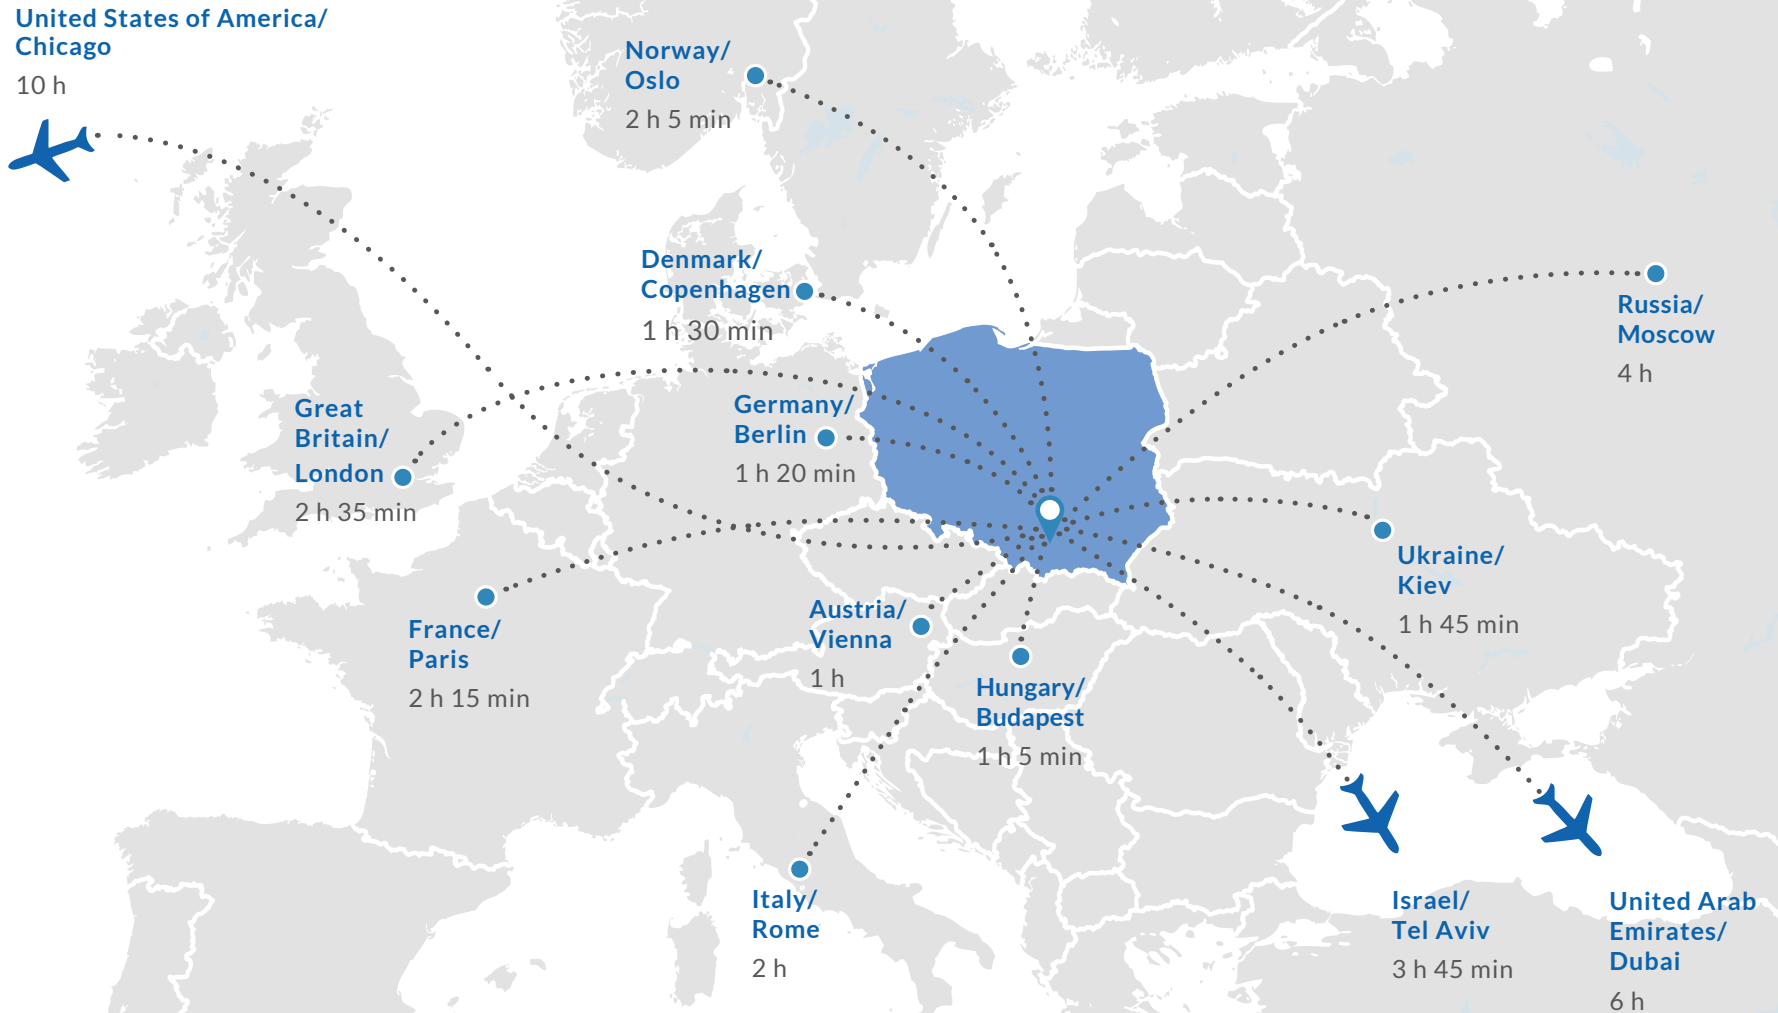 United States of America/
Chicago
10 h
Norway/
Oslo
2 h 5 min
Denmark/
Copenhagen
1 h 30 min
Russia/
Moscow
4 h
Great
Britain/
London
2 h 35 min
Germany/
Berlin
1 h 20 min
Ukraine/
Kiev
1 h 45 min
France/
Paris
2 h 15 min
Austria/
Vienna
1 h
Hungary/
Budapest
1 h 5 min
Italy/
Rome
2 h
Israel/
Tel Aviv
3 h 45 min
United Arab
Emirates/
Dubai
6 h